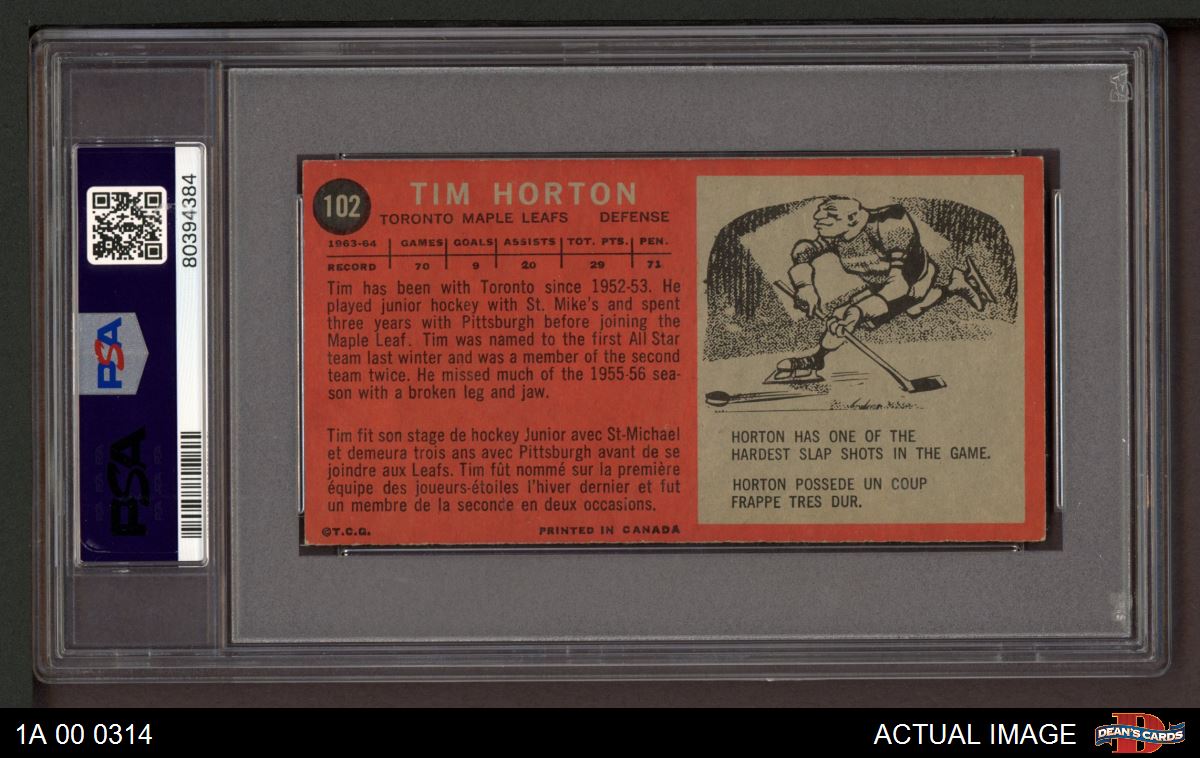 80394384
PSA
PSA
102
TIM HORTON
TORONTO MAPLE LEAFS DEFENSE
1963-64 GAMES GOALS ASSISTS TOT. PTS. PEN.
RECORD 70 9 20 29 71
Tim has been with Toronto since 1952-53. He
played junior hockey with St. Mike's and spent
three years with Pittsburgh before joining the
Maple Leaf. Tim was named to the first All Star
team last winter and was a member of the second
team twice. He missed much of the 1955-56 sea-
son with a broken leg and jaw.
Tim fit son stage de hockey Junior avec St-Michael
et demeura trois ans avec Pittsburgh avant de se
joindre aux Leafs. Tim fût nommé sur la première
équipe des joueurs-étoiles l'hiver dernier et fut
un membre de la seconde en deux occasions.
©T.C.G. PRINTED IN CANADA
HORTON HAS ONE OF THE
HARDEST SLAP SHOTS IN THE GAME.
HORTON POSSEDE UN COUP
FRAPPE TRES DUR.
1A 00 0314
ACTUAL IMAGE
DEAN'S CARDS